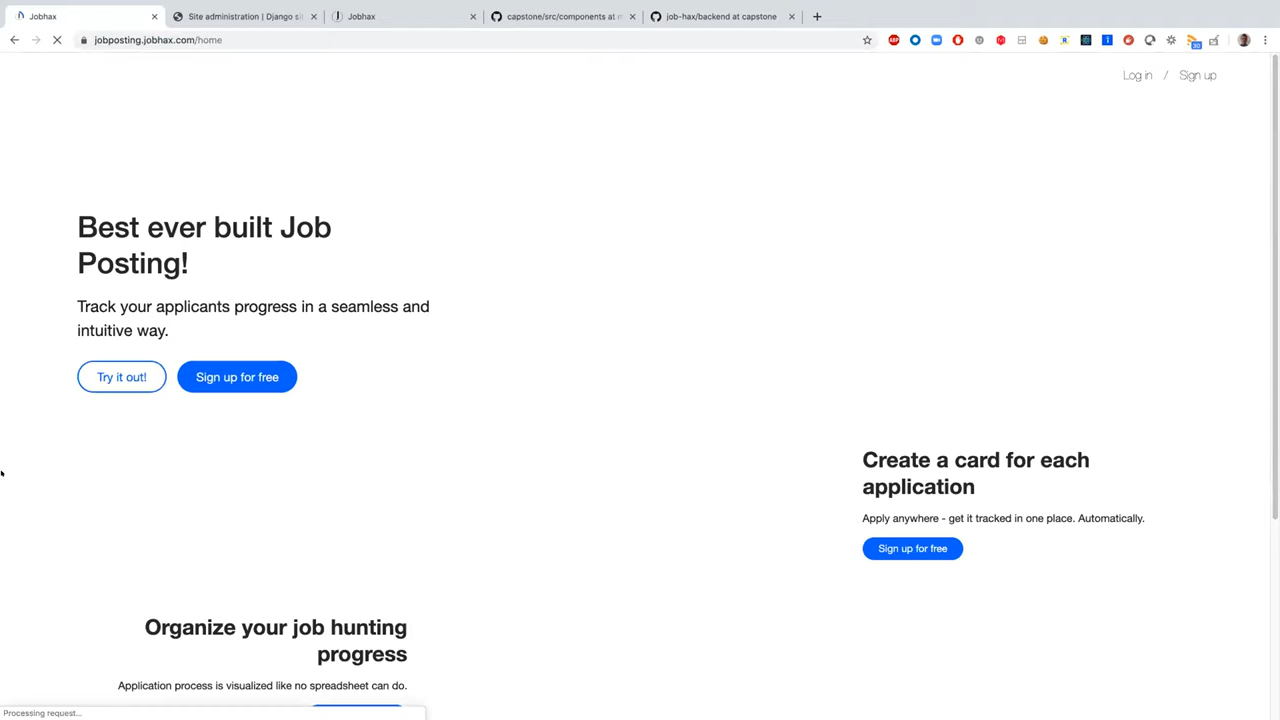 Jobhax
Site administration | Django si
Jobhax
capstone/src/components at m
job-hax/backend at capstone
jobposting.jobhax.com/home
ABP
30
Log in / Sign up
Best ever built Job
Posting!
Track your applicants progress in a seamless and
intuitive way.
Try it out!
Sign up for free
Create a card for each
application
Apply anywhere - get it tracked in one place. Automatically.
Sign up for free
Organize your job hunting
progress
Application process is visualized like no spreadsheet can do.
Processing request...